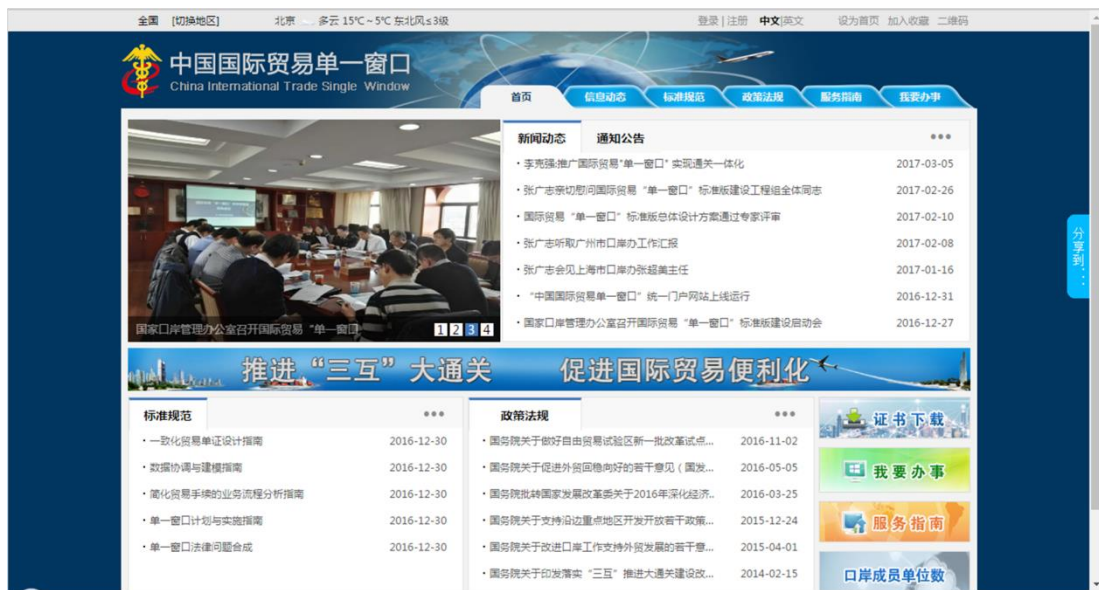 全国 [切换地区] 北京 多云 15℃~5℃ 东北风≤3级 登录 | 注册 中文|英文 设为首页 加入收藏 二维码
中国国际贸易单一窗口
China International Trade Single Window
首页 信息动态 标准规范 政策法规 服务指南 我要办事
新闻动态 通知公告
·李克强:推广国际贸易"单一窗口" 实现通关一体化 2017-03-05
·张广志亲切慰问国际贸易“单一窗口”标准版建设工程组全体同志 2017-02-26
·国际贸易“单一窗口”标准版总体设计方案通过专家评审 2017-02-10
·张广志听取广州市口岸办工作汇报 2017-02-08
·张广志会见上海市口岸办张超美主任 2017-01-16
·“中国国际贸易单一窗口”统一门户网站上线运行 2016-12-31
·国家口岸管理办公室召开国际贸易“单一窗口”标准版建设启动会 2016-12-27
国家口岸管理办公室召开国际贸易“单一窗口 1 2 3 4
分享到:
推进“三互”大通关 促进国际贸易便利化
标准规范
·一致化贸易单证设计指南 2016-12-30
·数据协调与建模指南 2016-12-30
·简化贸易手续的业务流程分析指南 2016-12-30
·单一窗口计划与实施指南 2016-12-30
·单一窗口法律问题合成 2016-12-30
政策法规
·国务院关于做好自由贸易试验区新一批改革试点... 2016-11-02
·国务院关于促进外贸回稳向好的若干意见（国发... 2016-05-05
·国务院批转国家发展改革委关于2016年深化经济.. 2016-03-25
·国务院关于支持沿边重点地区开发开放若干政策... 2015-12-24
·国务院关于改进口岸工作支持外贸发展的若干意... 2015-04-01
·国务院关于印发落实“三互”推进大通关建设改... 2014-02-15
证书下载
我要办事
服务指南
口岸成员单位数